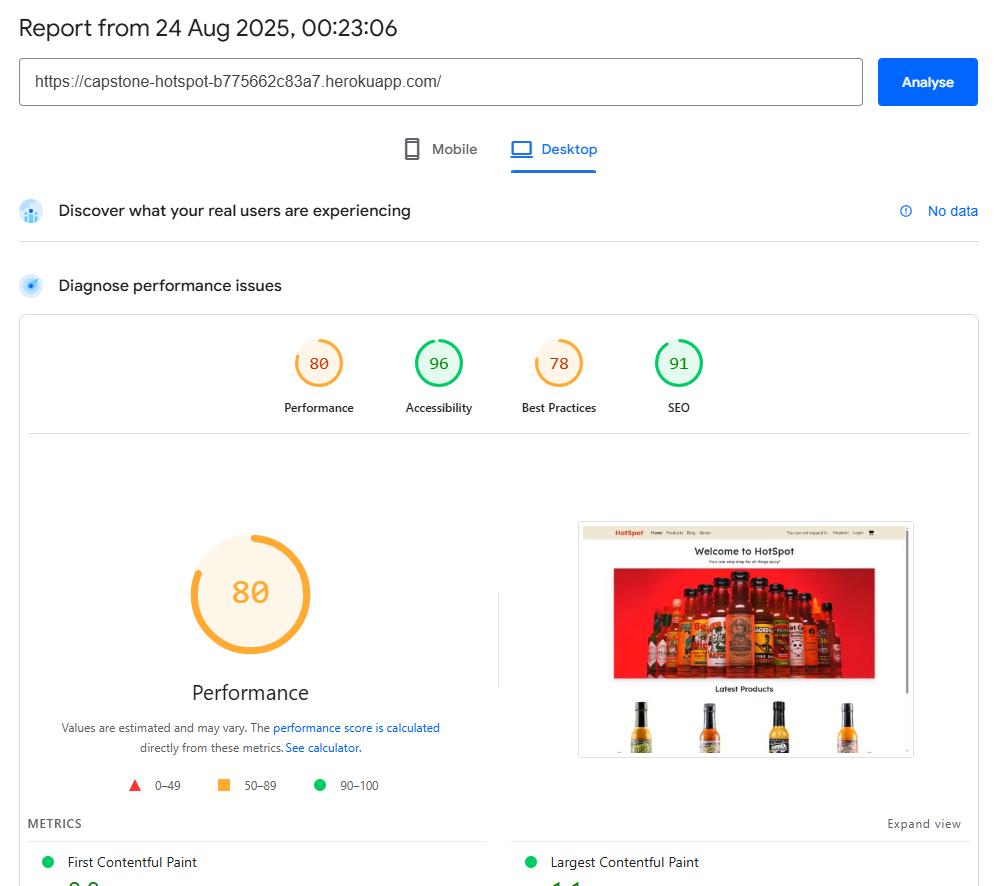 Report from 24 Aug 2025, 00:23:06
https://capstone-hotspot-b775662c83a7.herokuapp.com/
Analyse
Mobile
Desktop
Discover what your real users are experiencing
No data
Diagnose performance issues
80
96
78
91
Performance
Accessibility
Best Practices
SEO
80
Performance
Values are estimated and may vary. The performance score is calculated
directly from these metrics. See calculator.
0–49
50–89
90–100
HotSpot
Home
Products
Blog
About
You are not logged in
Register
Login
Welcome to HotSpot
Your one stop shop for all things spicy!
Latest Products
METRICS
Expand view
First Contentful Paint
Largest Contentful Paint